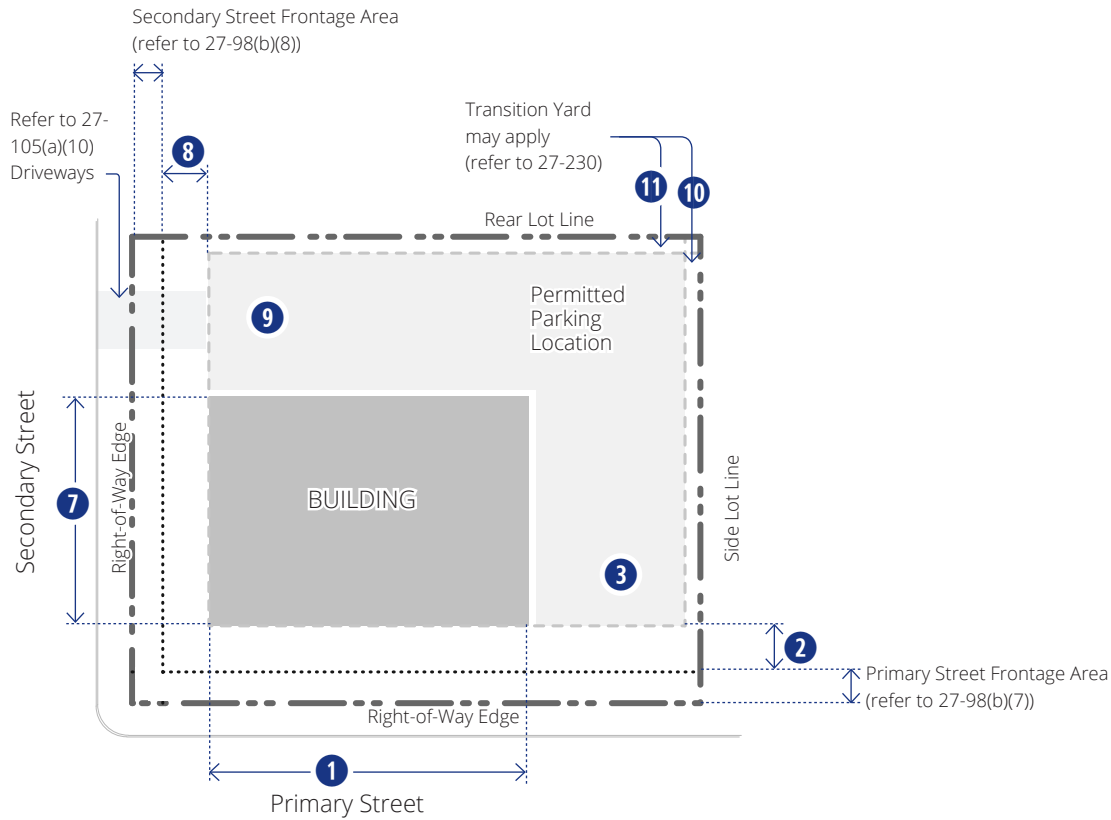 Secondary Street Frontage Area
(refer to 27-98(b)(8))
Refer to 27-
105(a)(10)
Driveways
8
Transition Yard
may apply
(refer to 27-230)
11
10
Rear Lot Line
Permitted
Parking
Location
9
Secondary Street
7
Right-of-Way Edge
BUILDING
Side Lot Line
3
2
Primary Street Frontage Area
(refer to 27-98(b)(7))
Right-of-Way Edge
1
Primary Street